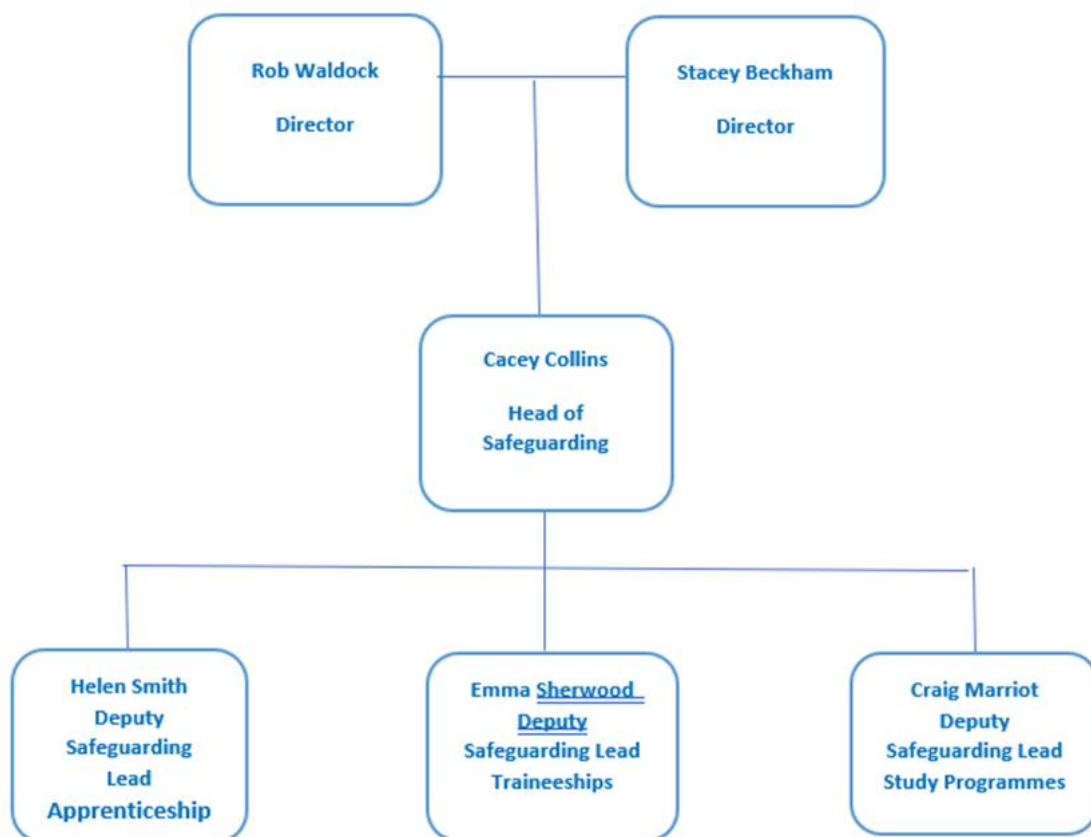 Rob Waldock
Director
Stacey Beckham
Director
Cacey Collins
Head of
Safeguarding
Helen Smith
Deputy
Safeguarding
Lead
Apprenticeship
Emma Sherwood
Deputy
Safeguarding Lead
Traineeships
Craig Marriot
Deputy
Safeguarding Lead
Study Programmes